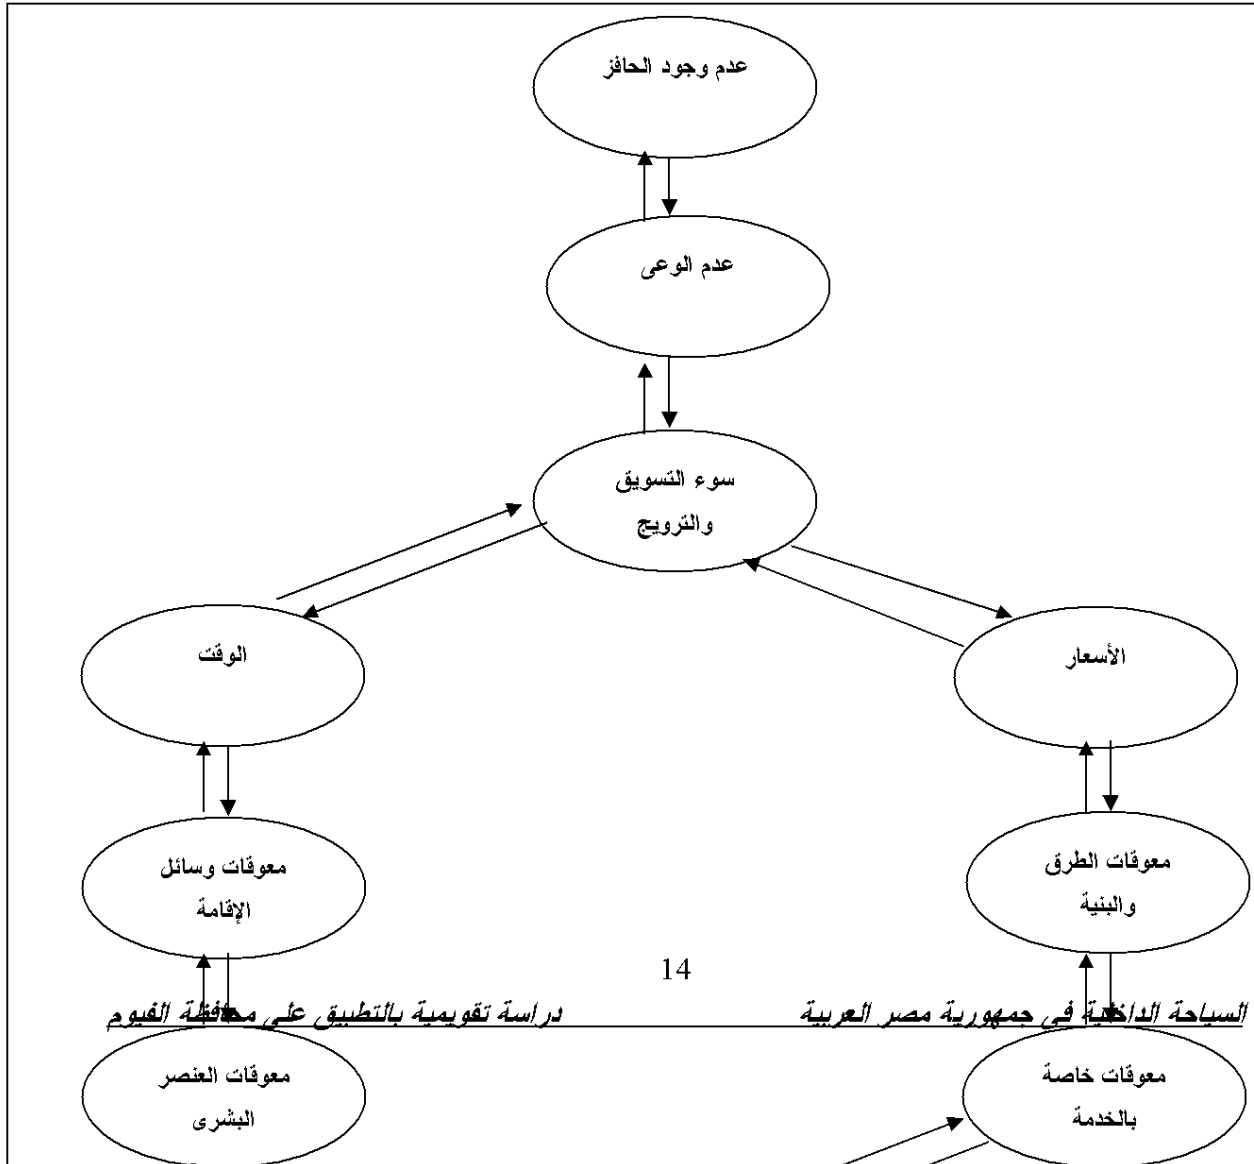 عدم وجود الحافز
عدم الوعى
سوء التسويق
والترويج
الأسعار
الوقت
معوقات الطرق
والبنية
معوقات وسائل
الإقامة
14
السياحة الداخلية فى جمهورية مصر العربية دراسة تقويمية بالتطبيق على محافظة الفيوم
معوقات خاصة
بالخدمة
معوقات العنصر
البشرى